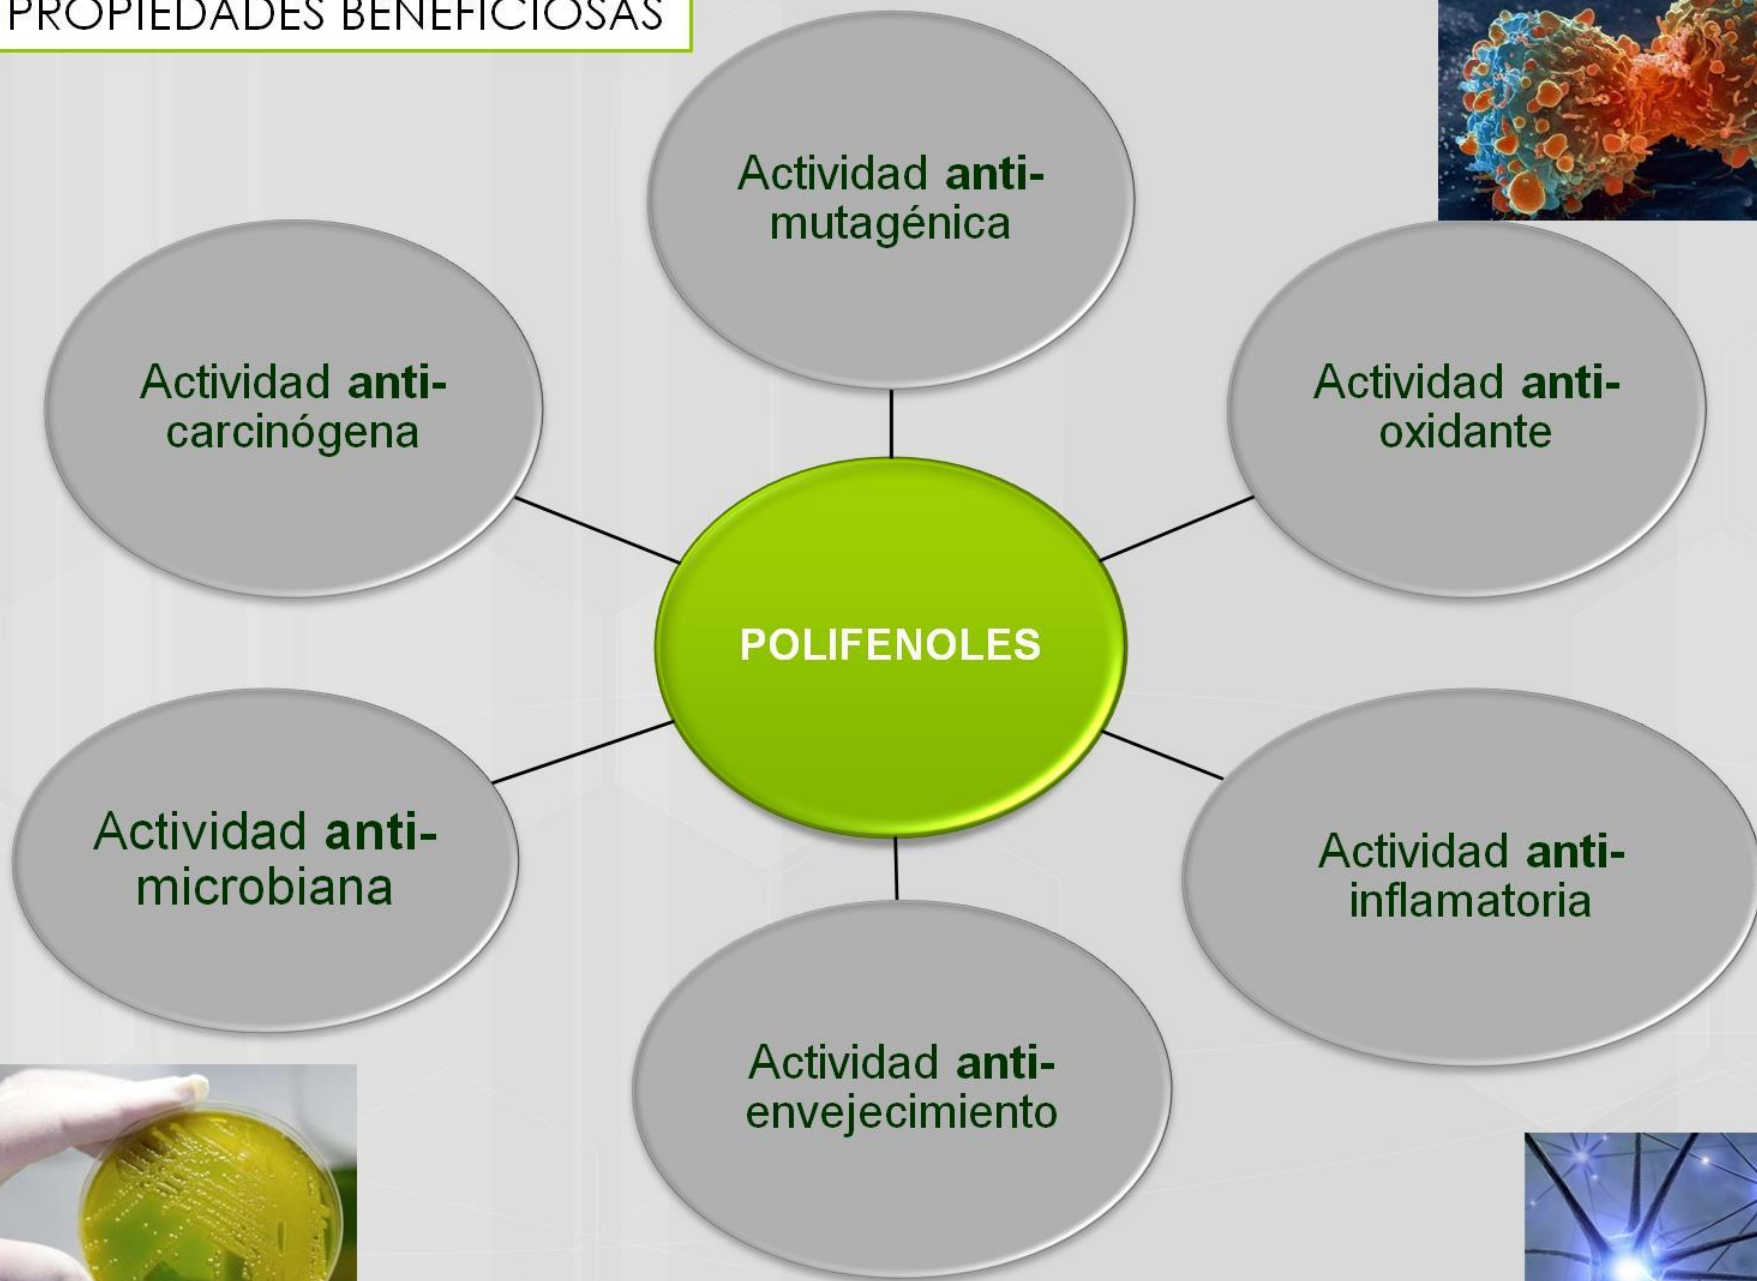 PROPIEDADES BENEFICIOSAS
Actividad anti-
mutagénica
Actividad anti-
carcinógena
Actividad anti-
oxidante
POLIFENOLES
Actividad anti-
microbiana
Actividad anti-
inflamatoria
Actividad anti-
envejecimiento